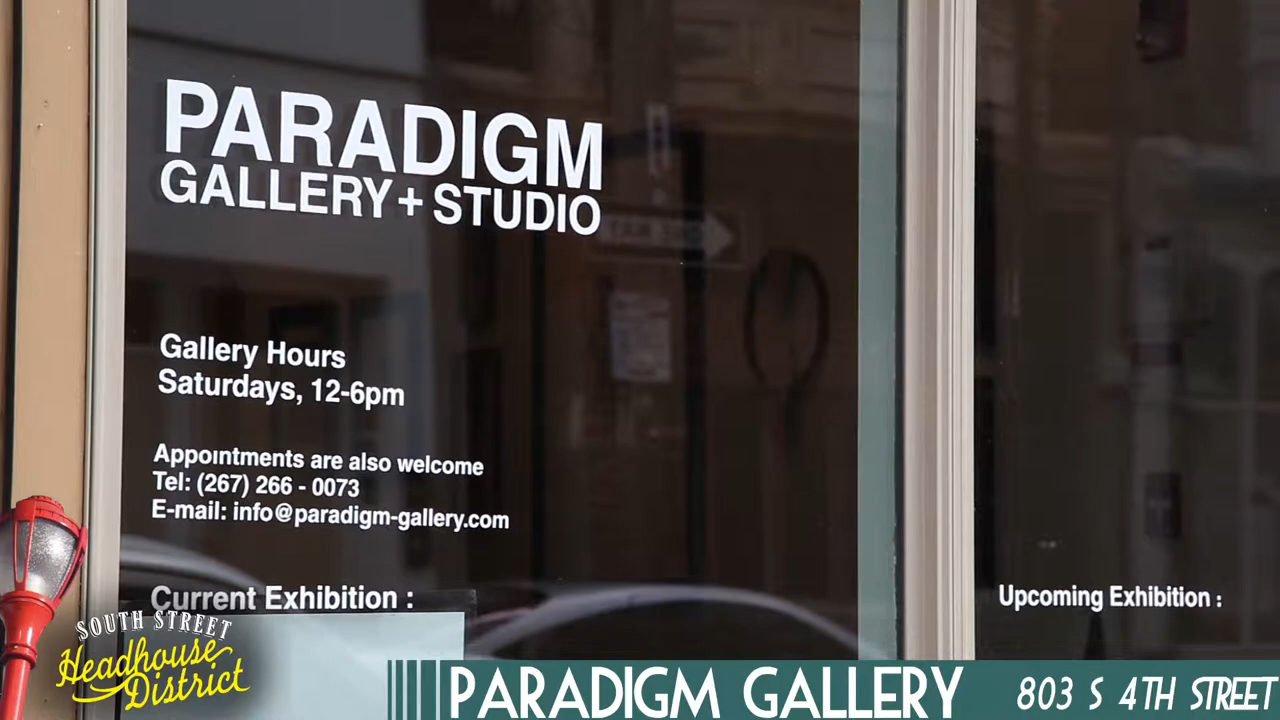 PARADIGM
GALLERY + STUDIO
Gallery Hours
Saturdays, 12-6pm
Appointments are also welcome
Tel: (267) 266 - 0073
E-mail: info@paradigm-gallery.com
Current Exhibition :
Upcoming Exhibition :
SOUTH STREET
Headhouse
District
PARADIGM GALLERY
803 S 4TH STREET